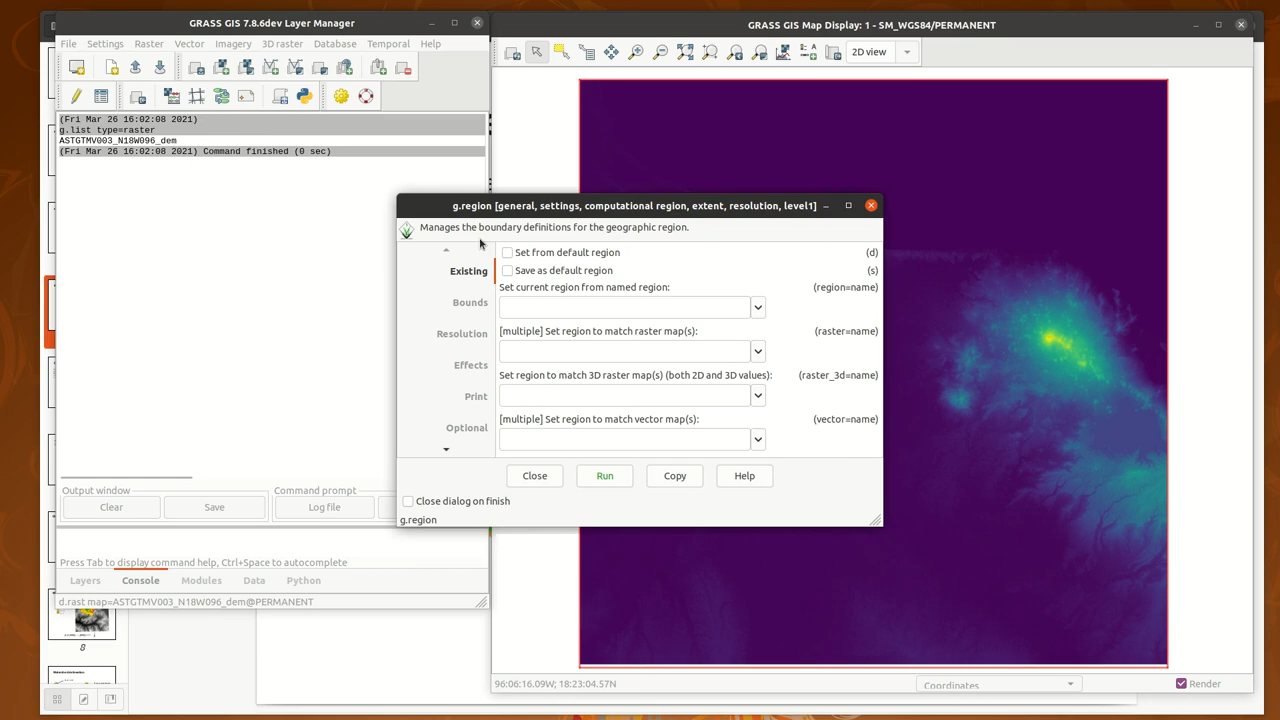 GRASS GIS 7.8.6dev Layer Manager
File Settings Raster Vector Imagery 3D raster Database Temporal Help
(Fri Mar 26 16:02:08 2021)
g.list type=raster
ASTGTMV003_N18W096_dem
(Fri Mar 26 16:02:08 2021) Command finished (0 sec)
Output window
Command prompt
Clear
Save
Log file
Press Tab to display command help, Ctrl+Space to autocomplete
Layers Console Modules Data Python
d.rast map=ASTGTMV003_N18W096_dem@PERMANENT
8
GRASS GIS Map Display: 1 - SM_WGS84/PERMANENT
2D view
g.region [general, settings, computational region, extent, resolution, level1]
Manages the boundary definitions for the geographic region.
Existing
Bounds
Resolution
Effects
Print
Optional
Set from default region (d)
Save as default region (s)
Set current region from named region: (region=name)
[multiple] Set region to match raster map(s): (raster=name)
Set region to match 3D raster map(s) (both 2D and 3D values): (raster_3d=name)
[multiple] Set region to match vector map(s): (vector=name)
Close
Run
Copy
Help
Close dialog on finish
g.region
96:06:16.09W; 18:23:04.57N
Coordinates
Render